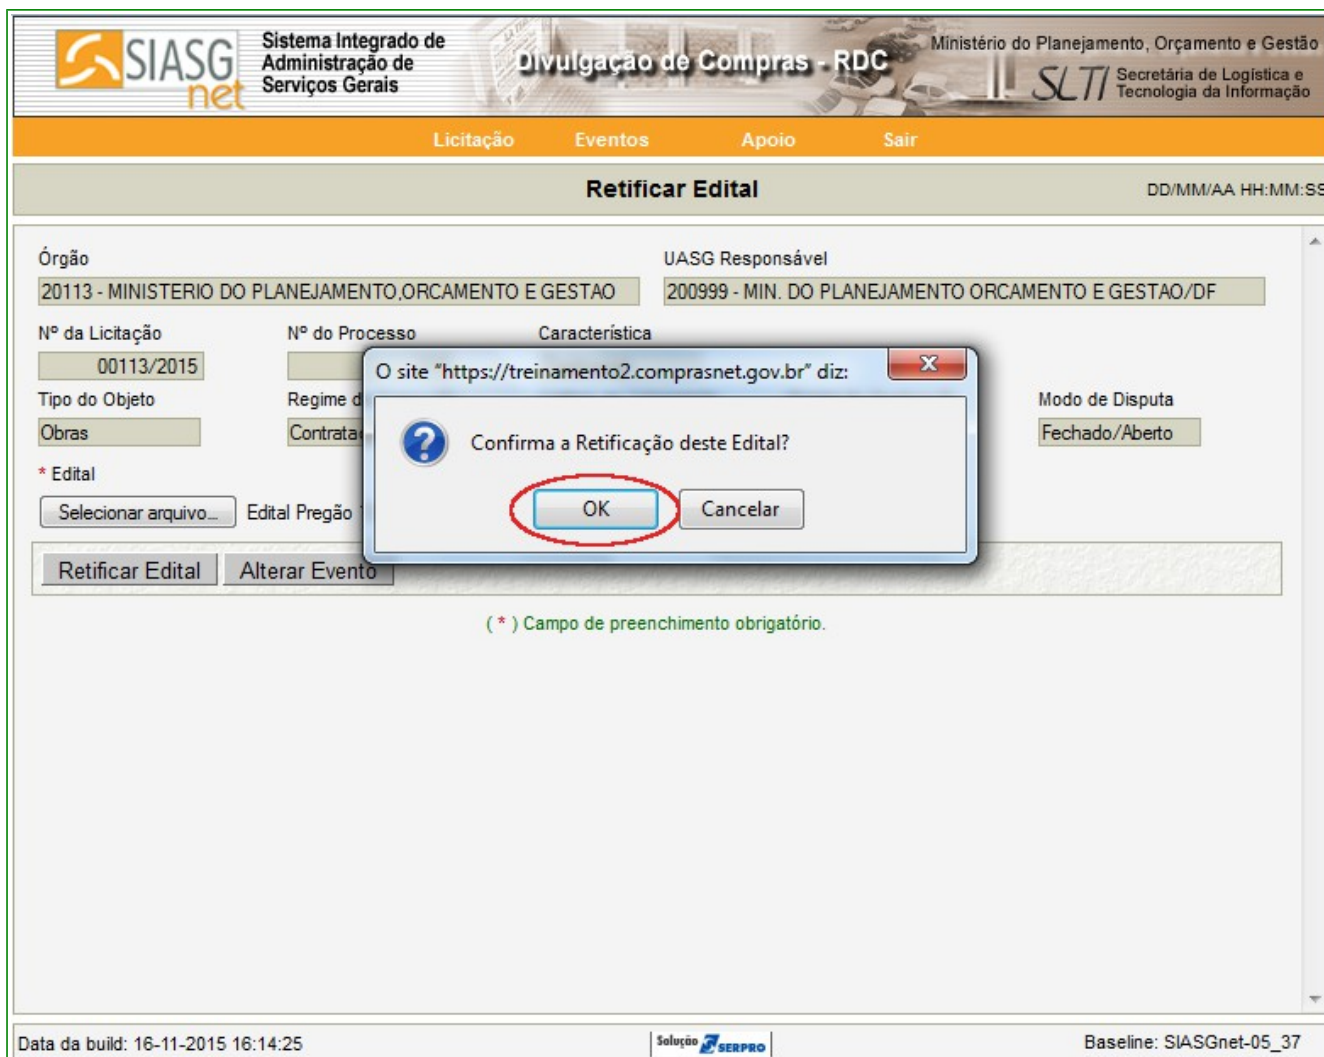 SIASG
net
Sistema Integrado de
Administração de
Serviços Gerais
Divulgação de Compras - RDC
Ministério do Planejamento, Orçamento e Gestão
SLTI
Secretária de Logística e
Tecnologia da Informação
Licitação Eventos Apoio Sair
Retificar Edital DD/MM/AA HH:MM:SS
Órgão UASG Responsável
20113 - MINISTERIO DO PLANEJAMENTO,ORCAMENTO E GESTAO 200999 - MIN. DO PLANEJAMENTO ORCAMENTO E GESTAO/DF
Nº da Licitação Nº do Processo Característica
00113/2015
O site "https://treinamento2.comprasnet.gov.br" diz:
x
Tipo do Objeto Regime d Modo de Disputa
Obras Contrata Fechado/Aberto
Confirma a Retificação deste Edital?
* Edital
OK Cancelar
Selecionar arquivo... Edital Pregão
Retificar Edital Alterar Evento
( * ) Campo de preenchimento obrigatório.
Data da build: 16-11-2015 16:14:25 Solução SERPRO Baseline: SIASGnet-05_37